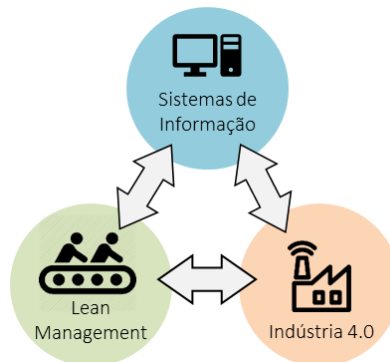 Sistemas de
Informação
Lean
Management
Indústria 4.0